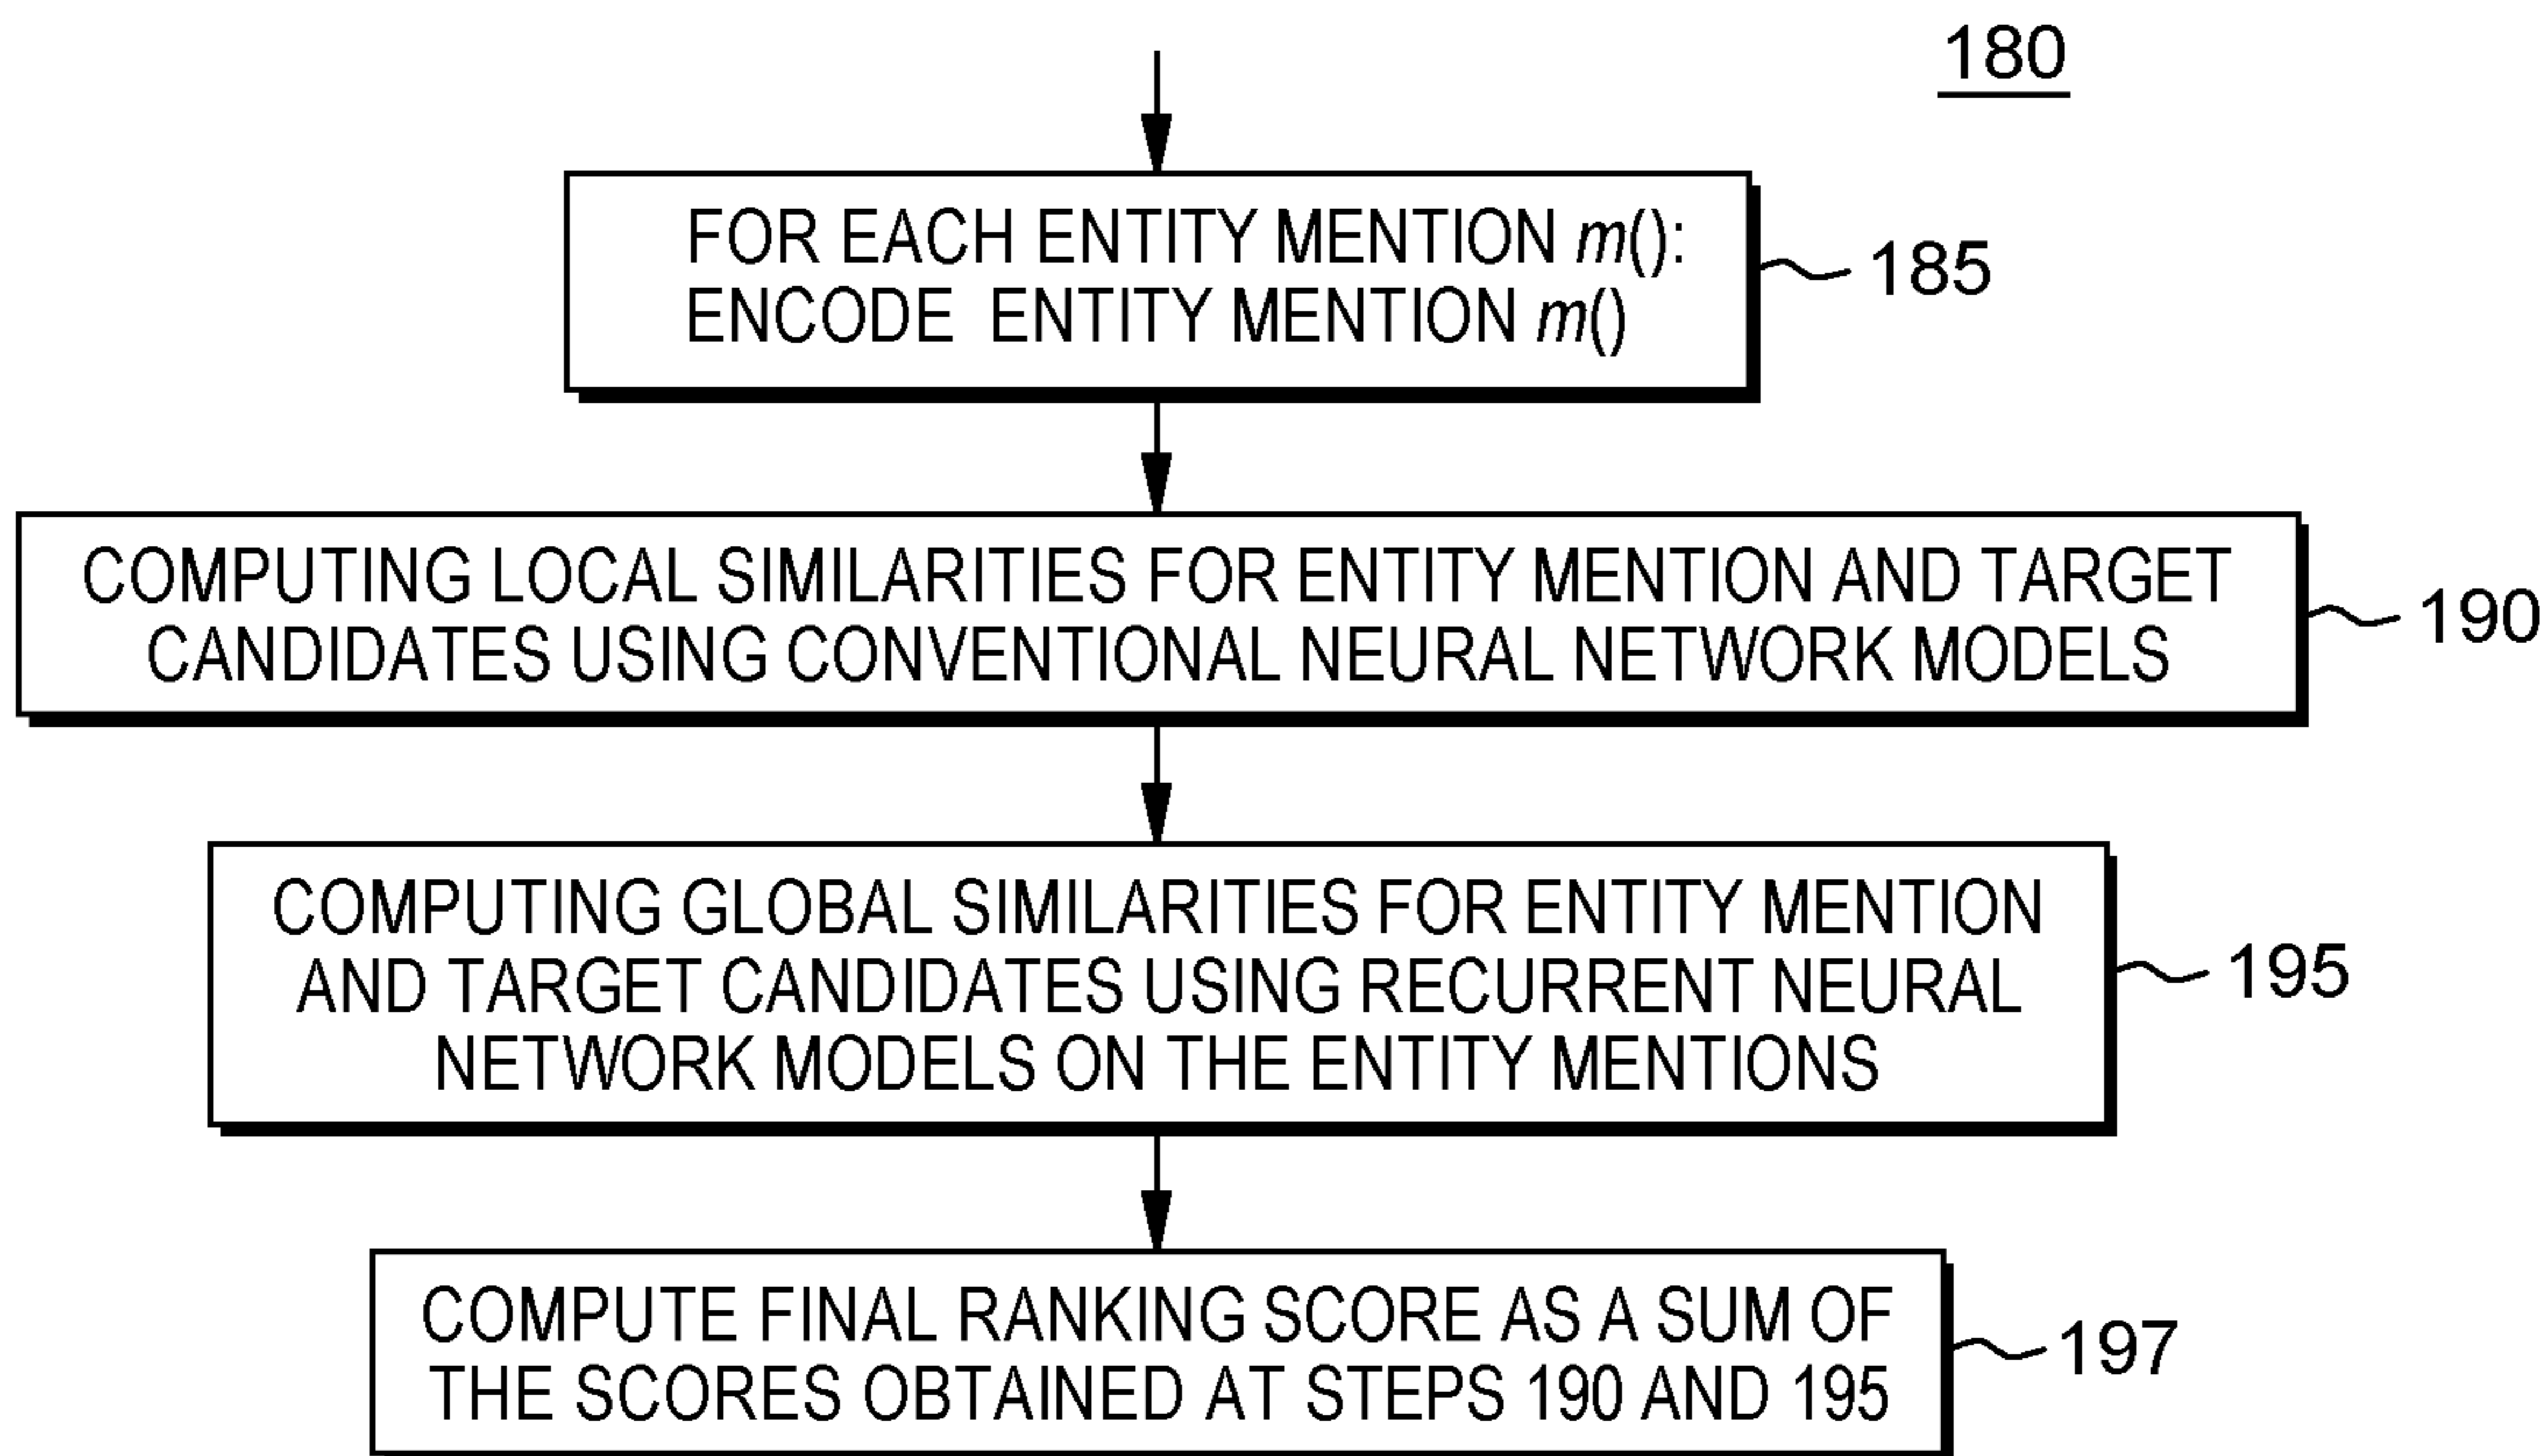 180
FOR EACH ENTITY MENTION m():
ENCODE ENTITY MENTION m()
185
COMPUTING LOCAL SIMILARITIES FOR ENTITY MENTION AND TARGET
CANDIDATES USING CONVENTIONAL NEURAL NETWORK MODELS
190
COMPUTING GLOBAL SIMILARITIES FOR ENTITY MENTION
AND TARGET CANDIDATES USING RECURRENT NEURAL
NETWORK MODELS ON THE ENTITY MENTIONS
195
COMPUTE FINAL RANKING SCORE AS A SUM OF
THE SCORES OBTAINED AT STEPS 190 AND 195
197